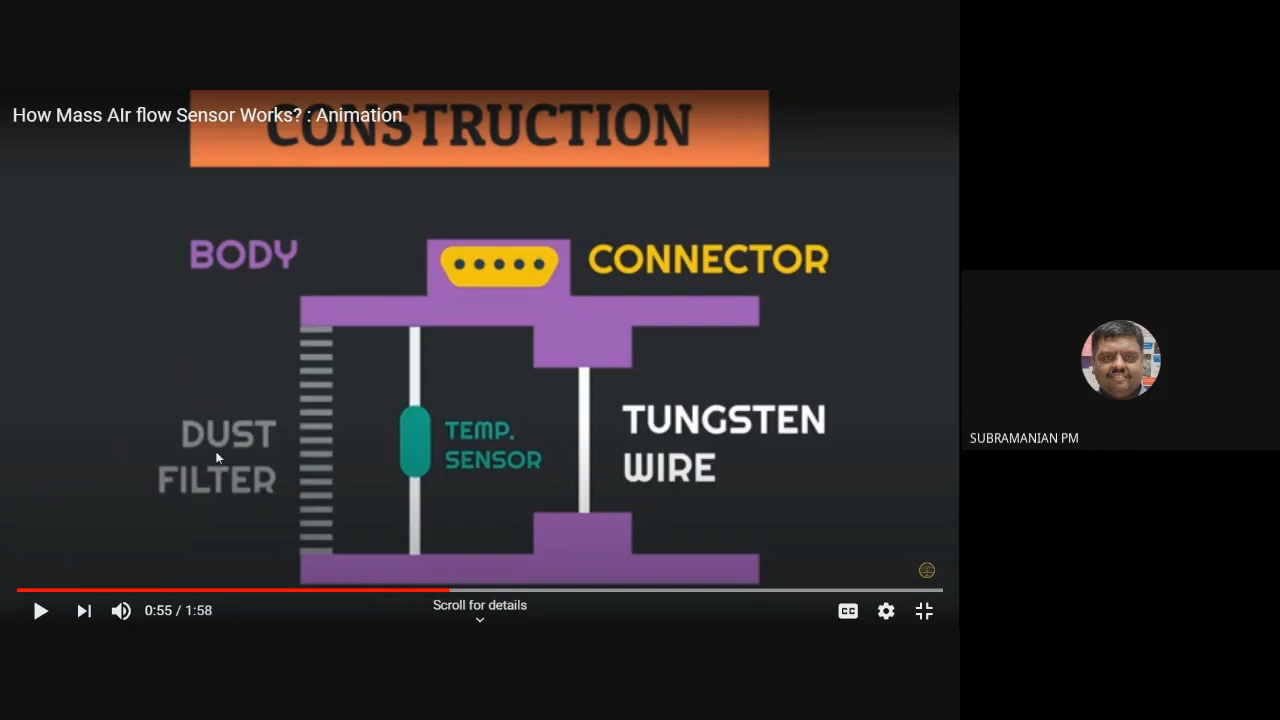 How Mass AIr flow Sensor Works? : Animation
CONSTRUCTION
BODY
CONNECTOR
DUST
FILTER
TEMP.
SENSOR
TUNGSTEN
WIRE
0:55 / 1:58
Scroll for details
CC
SUBRAMANIAN PM